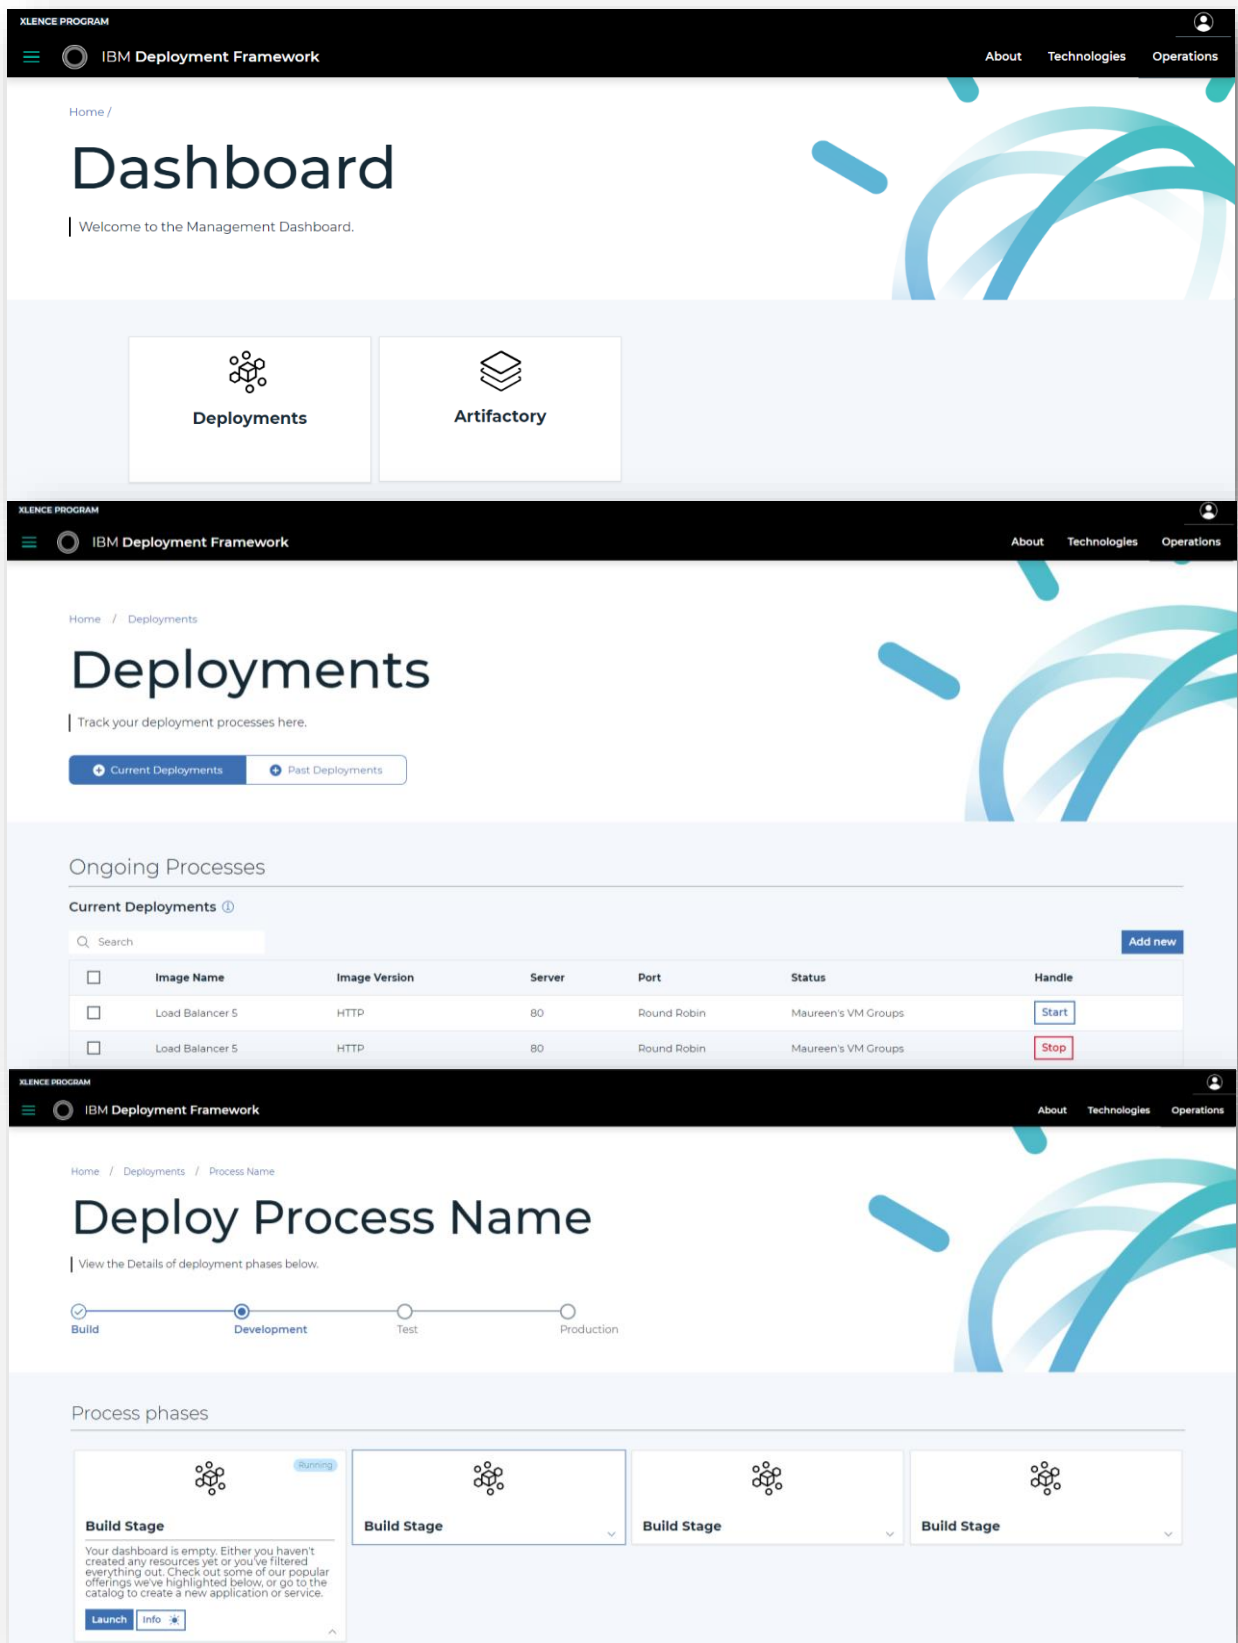 XLENCE PROGRAM
IBM Deployment Framework
About Technologies Operations
Home /
Dashboard
Welcome to the Management Dashboard.
Deployments
Artifactory
XLENCE PROGRAM
IBM Deployment Framework
About Technologies Operations
Home / Deployments
Deployments
Track your deployment processes here.
Current Deployments Past Deployments
Ongoing Processes
Current Deployments
Search
Add new
Image Name Image Version Server Port Status Handle
Load Balancer 5 HTTP 80 Round Robin Maureen's VM Groups Start
Load Balancer 5 HTTP 80 Round Robin Maureen's VM Groups Stop
XLENCE PROGRAM
IBM Deployment Framework
About Technologies Operations
Home / Deployments / Process Name
Deploy Process Name
View the Details of deployment phases below.
Build Development Test Production
Process phases
Running
Build Stage
Your dashboard is empty. Either you haven't
created any resources yet or you've filtered
everything out. Check out some of our popular
offerings we've highlighted below, or go to the
catalog to create a new application or service.
Launch Info
Build Stage
Build Stage
Build Stage